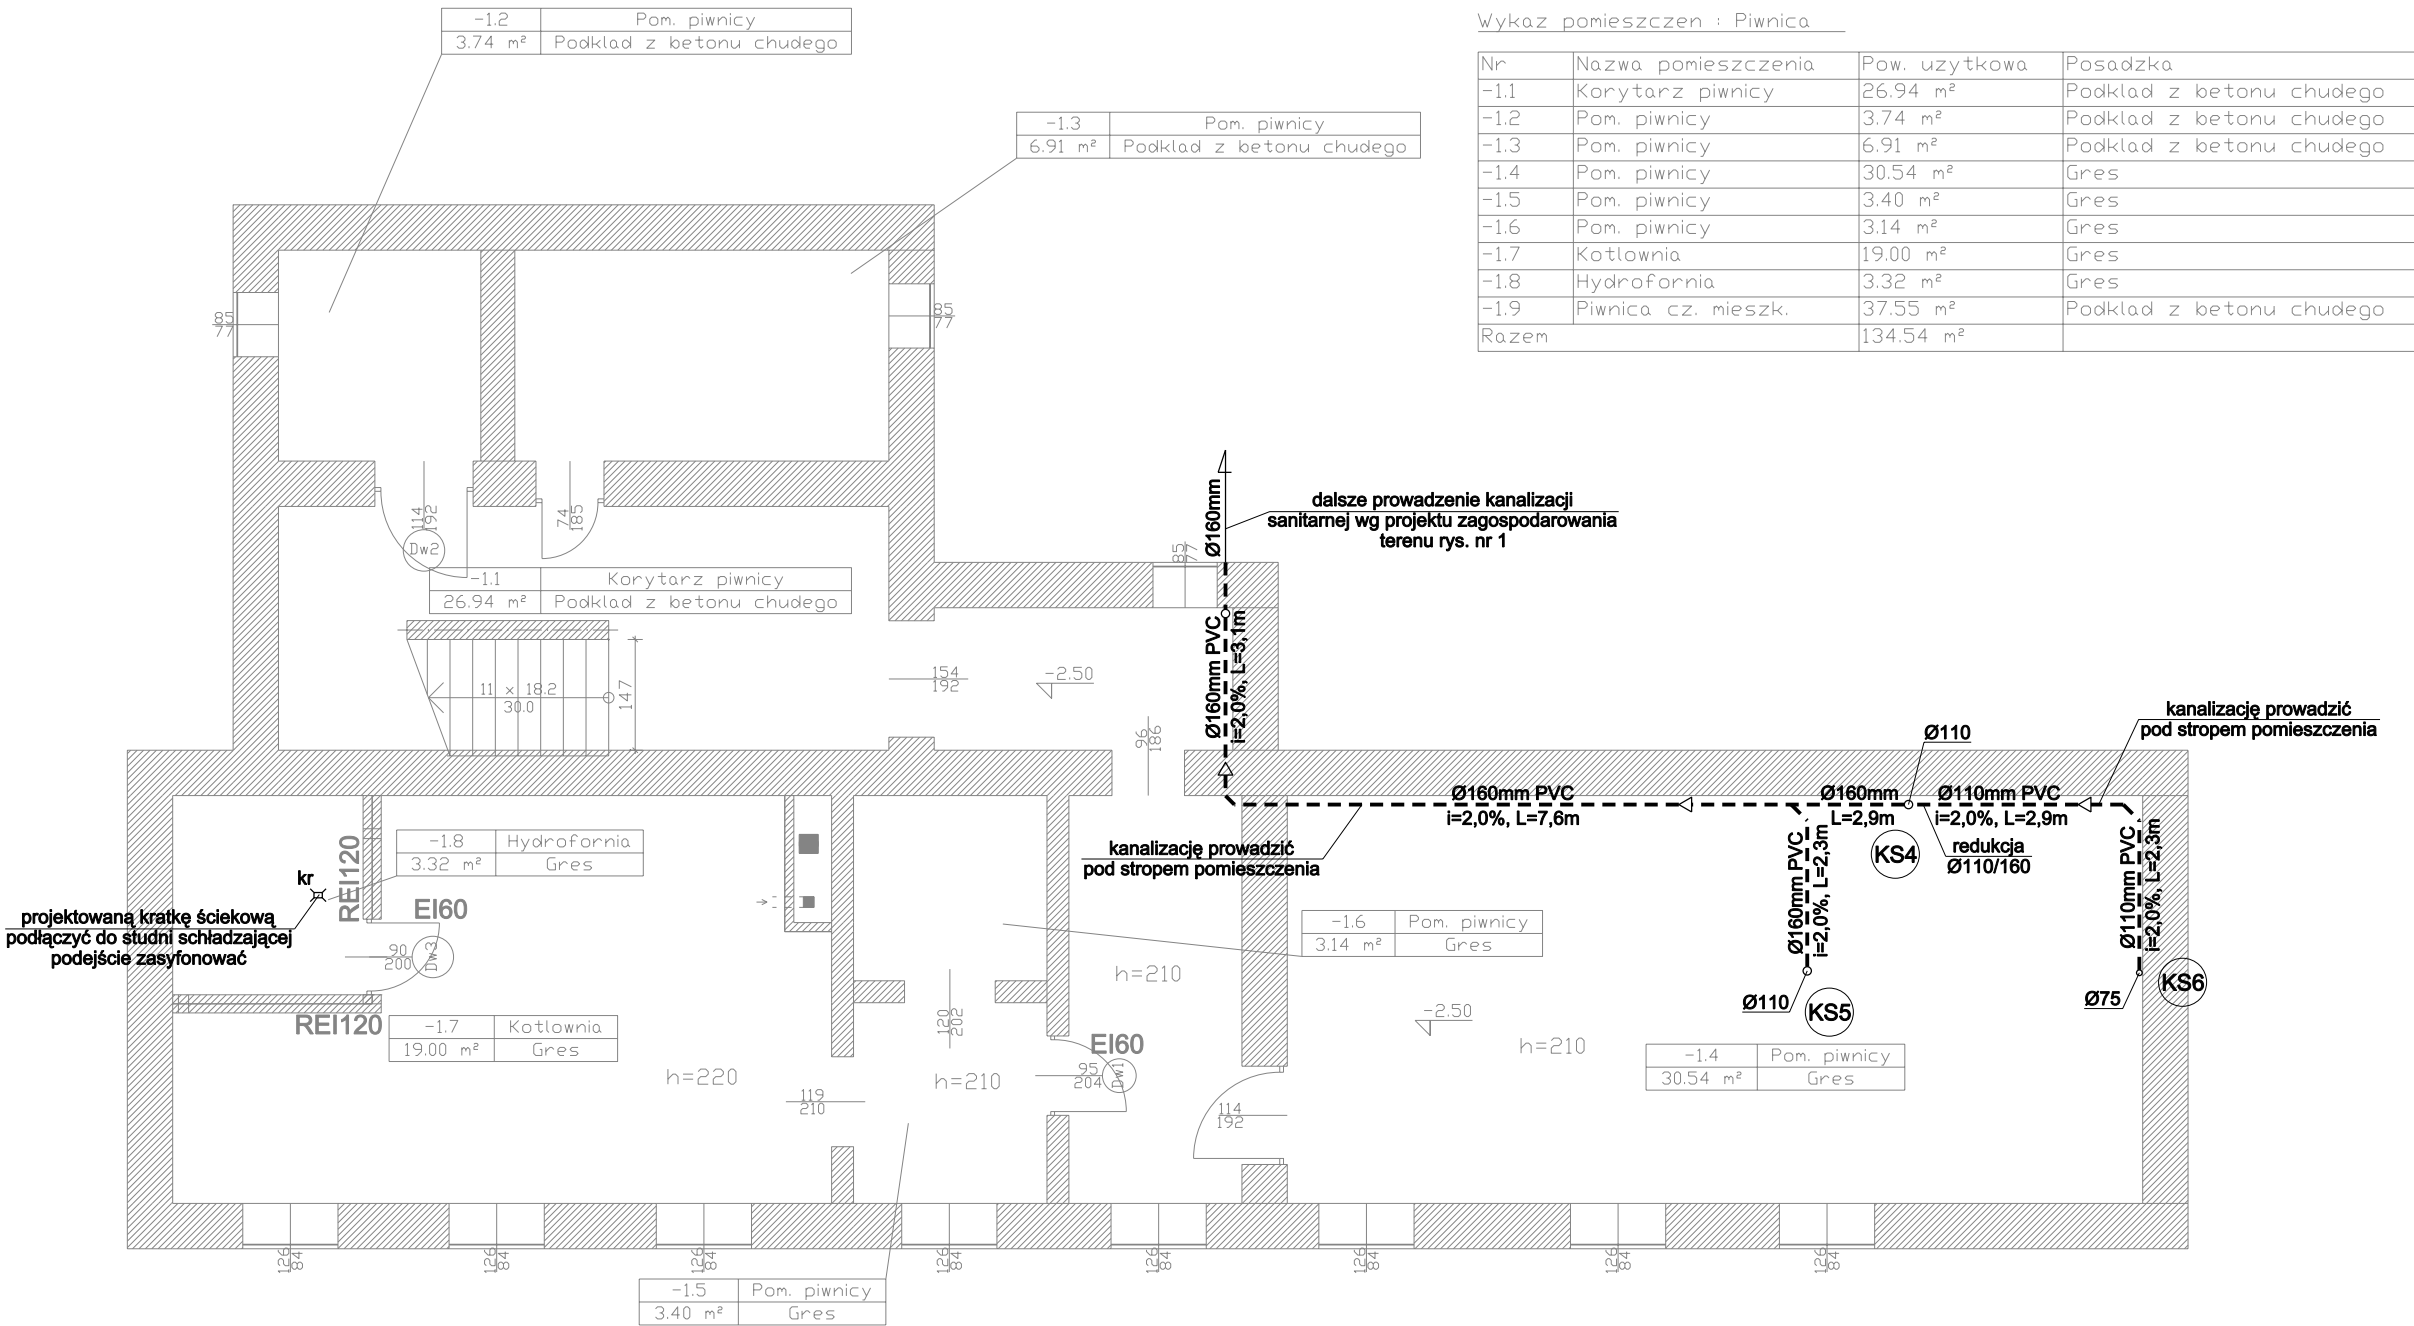 -1.2 Pom. piwnicy
3.74 m² Podklad z betonu chudego
Wykaz pomieszczen : Piwnica
Nr Nazwa pomieszczenia Pow. uzytkowa Posadzka
-1.1 Korytarz piwnicy 26.94 m² Podklad z betonu chudego
-1.2 Pom. piwnicy 3.74 m² Podklad z betonu chudego
-1.3 Pom. piwnicy 6.91 m² Podklad z betonu chudego
-1.4 Pom. piwnicy 30.54 m² Gres
-1.5 Pom. piwnicy 3.40 m² Gres
-1.6 Pom. piwnicy 3.14 m² Gres
-1.7 Kotlownia 19.00 m² Gres
-1.8 Hydrofornia 3.32 m² Gres
-1.9 Piwnica cz. mieszk. 37.55 m² Podklad z betonu chudego
Razem 134.54 m²
-1.3 Pom. piwnicy
6.91 m² Podklad z betonu chudego
85
77
85
77
114
192
Dw2
74
185
-1.1 Korytarz piwnicy
26.94 m² Podklad z betonu chudego
11 x 18.2
30.0
147
154
192
-2.50
85
77
Ø160mm
dalsze prowadzenie kanalizacji
sanitarnej wg projektu zagospodarowania
terenu rys. nr 1
Ø160mm PVC
i=2,0%, L=3,1m
96
186
kanalizację prowadzić
pod stropem pomieszczenia
Ø110
Ø160mm PVC
i=2,0%, L=7,6m
Ø160mm
L=2,9m
Ø110mm PVC
i=2,0%, L=2,9m
kanalizację prowadzić
pod stropem pomieszczenia
redukcja
Ø110/160
KS4
Ø160mm PVC
i=2,0%, L=2,3m
Ø110mm PVC
i=2,0%, L=2,3m
Ø110
KS5
Ø75
KS6
-1.8 Hydrofornia
3.32 m² Gres
REI120
kr
projektowaną kratkę ściekową
podłączyć do studni schładzającej
podejście zasyfonować
EI60
90
200
Dw3
REI120
-1.7 Kotlownia
19.00 m² Gres
h=220
119
210
120
202
h=210
-1.6 Pom. piwnicy
3.14 m² Gres
h=210
EI60
95
204
Dw1
114
192
-2.50
h=210
-1.4 Pom. piwnicy
30.54 m² Gres
126
84
126
84
126
84
126
84
126
84
126
84
126
84
126
84
-1.5 Pom. piwnicy
3.40 m² Gres